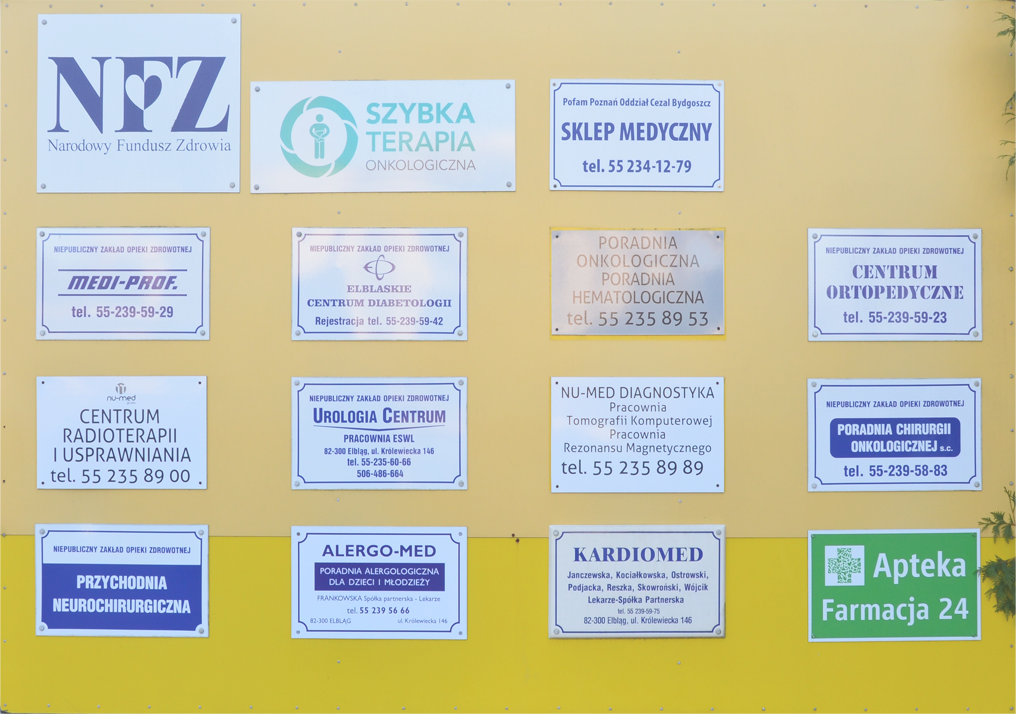 NFZ
Narodowy Fundusz Zdrowia
SZYBKA
TERAPIA
ONKOLOGICZNA
Pofam Poznań Oddział Cezal Bydgoszcz
SKLEP MEDYCZNY
tel. 55 234-12-79
NIEPUBLICZNY ZAKŁAD OPIEKI ZDROWOTNEJ
MEDI-PROF.
tel. 55-239-59-29
NIEPUBLICZNY ZAKŁAD OPIEKI ZDROWOTNEJ
ELBLĄSKIE
CENTRUM DIABETOLOGII
Rejestracja tel. 55-239-59-42
PORADNIA
ONKOLOGICZNA
PORADNIA
HEMATOLOGICZNA
tel. 55 235 89 53
NIEPUBLICZNY ZAKŁAD OPIEKI ZDROWOTNEJ
CENTRUM
ORTOPEDYCZNE
tel. 55-239-59-23
nu-med
CENTRUM
RADIOTERAPII
I USPRAWNIANIA
tel. 55 235 89 00
NIEPUBLICZNY ZAKŁAD OPIEKI ZDROWOTNEJ
UROLOGIA CENTRUM
PRACOWNIA ESWL
82-300 Elbląg, ul. Królewiecka 146
tel. 55-235-60-66
506-486-664
NU-MED DIAGNOSTYKA
Pracownia
Tomografii Komputerowej
Pracownia
Rezonansu Magnetycznego
tel. 55 235 89 89
NIEPUBLICZNY ZAKŁAD OPIEKI ZDROWOTNEJ
PORADNIA CHIRURGII
ONKOLOGICZNEJ s.c.
tel. 55-239-58-83
NIEPUBLICZNY ZAKŁAD OPIEKI ZDROWOTNEJ
PRZYCHODNIA
NEUROCHIRURGICZNA
ALERGO-MED
PORADNIA ALERGOLOGICZNA
DLA DZIECI I MŁODZIEŻY
FRANKOWSKA Spółka partnerska - Lekarze
tel. 55 239 56 66
82-300 ELBLĄG ul. Królewiecka 146
KARDIOMED
Janczewska, Kociałkowska, Ostrowski,
Podjacka, Reszka, Skowroński, Wójcik
Lekarze-Spółka Partnerska
tel. 55 239-59-75
82-300 Elbląg, ul. Królewiecka 146
Apteka
Farmacja 24